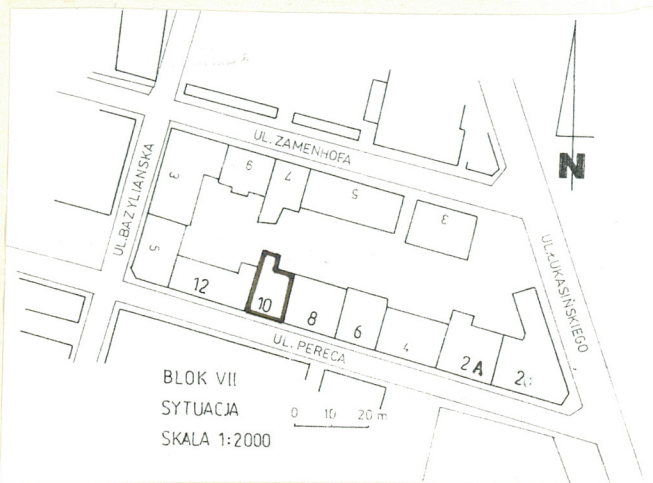 UL. ZAMENHOFA
N
UL.BAZYLIAŃSKA
3
9
7
5
3
5
UL.ŁUKASIŃSKIEGO
12
10
8
6
4
2A
UL. PERECA
BLOK VII
SYTUACJA
0 10 20 m
SKALA 1:2000